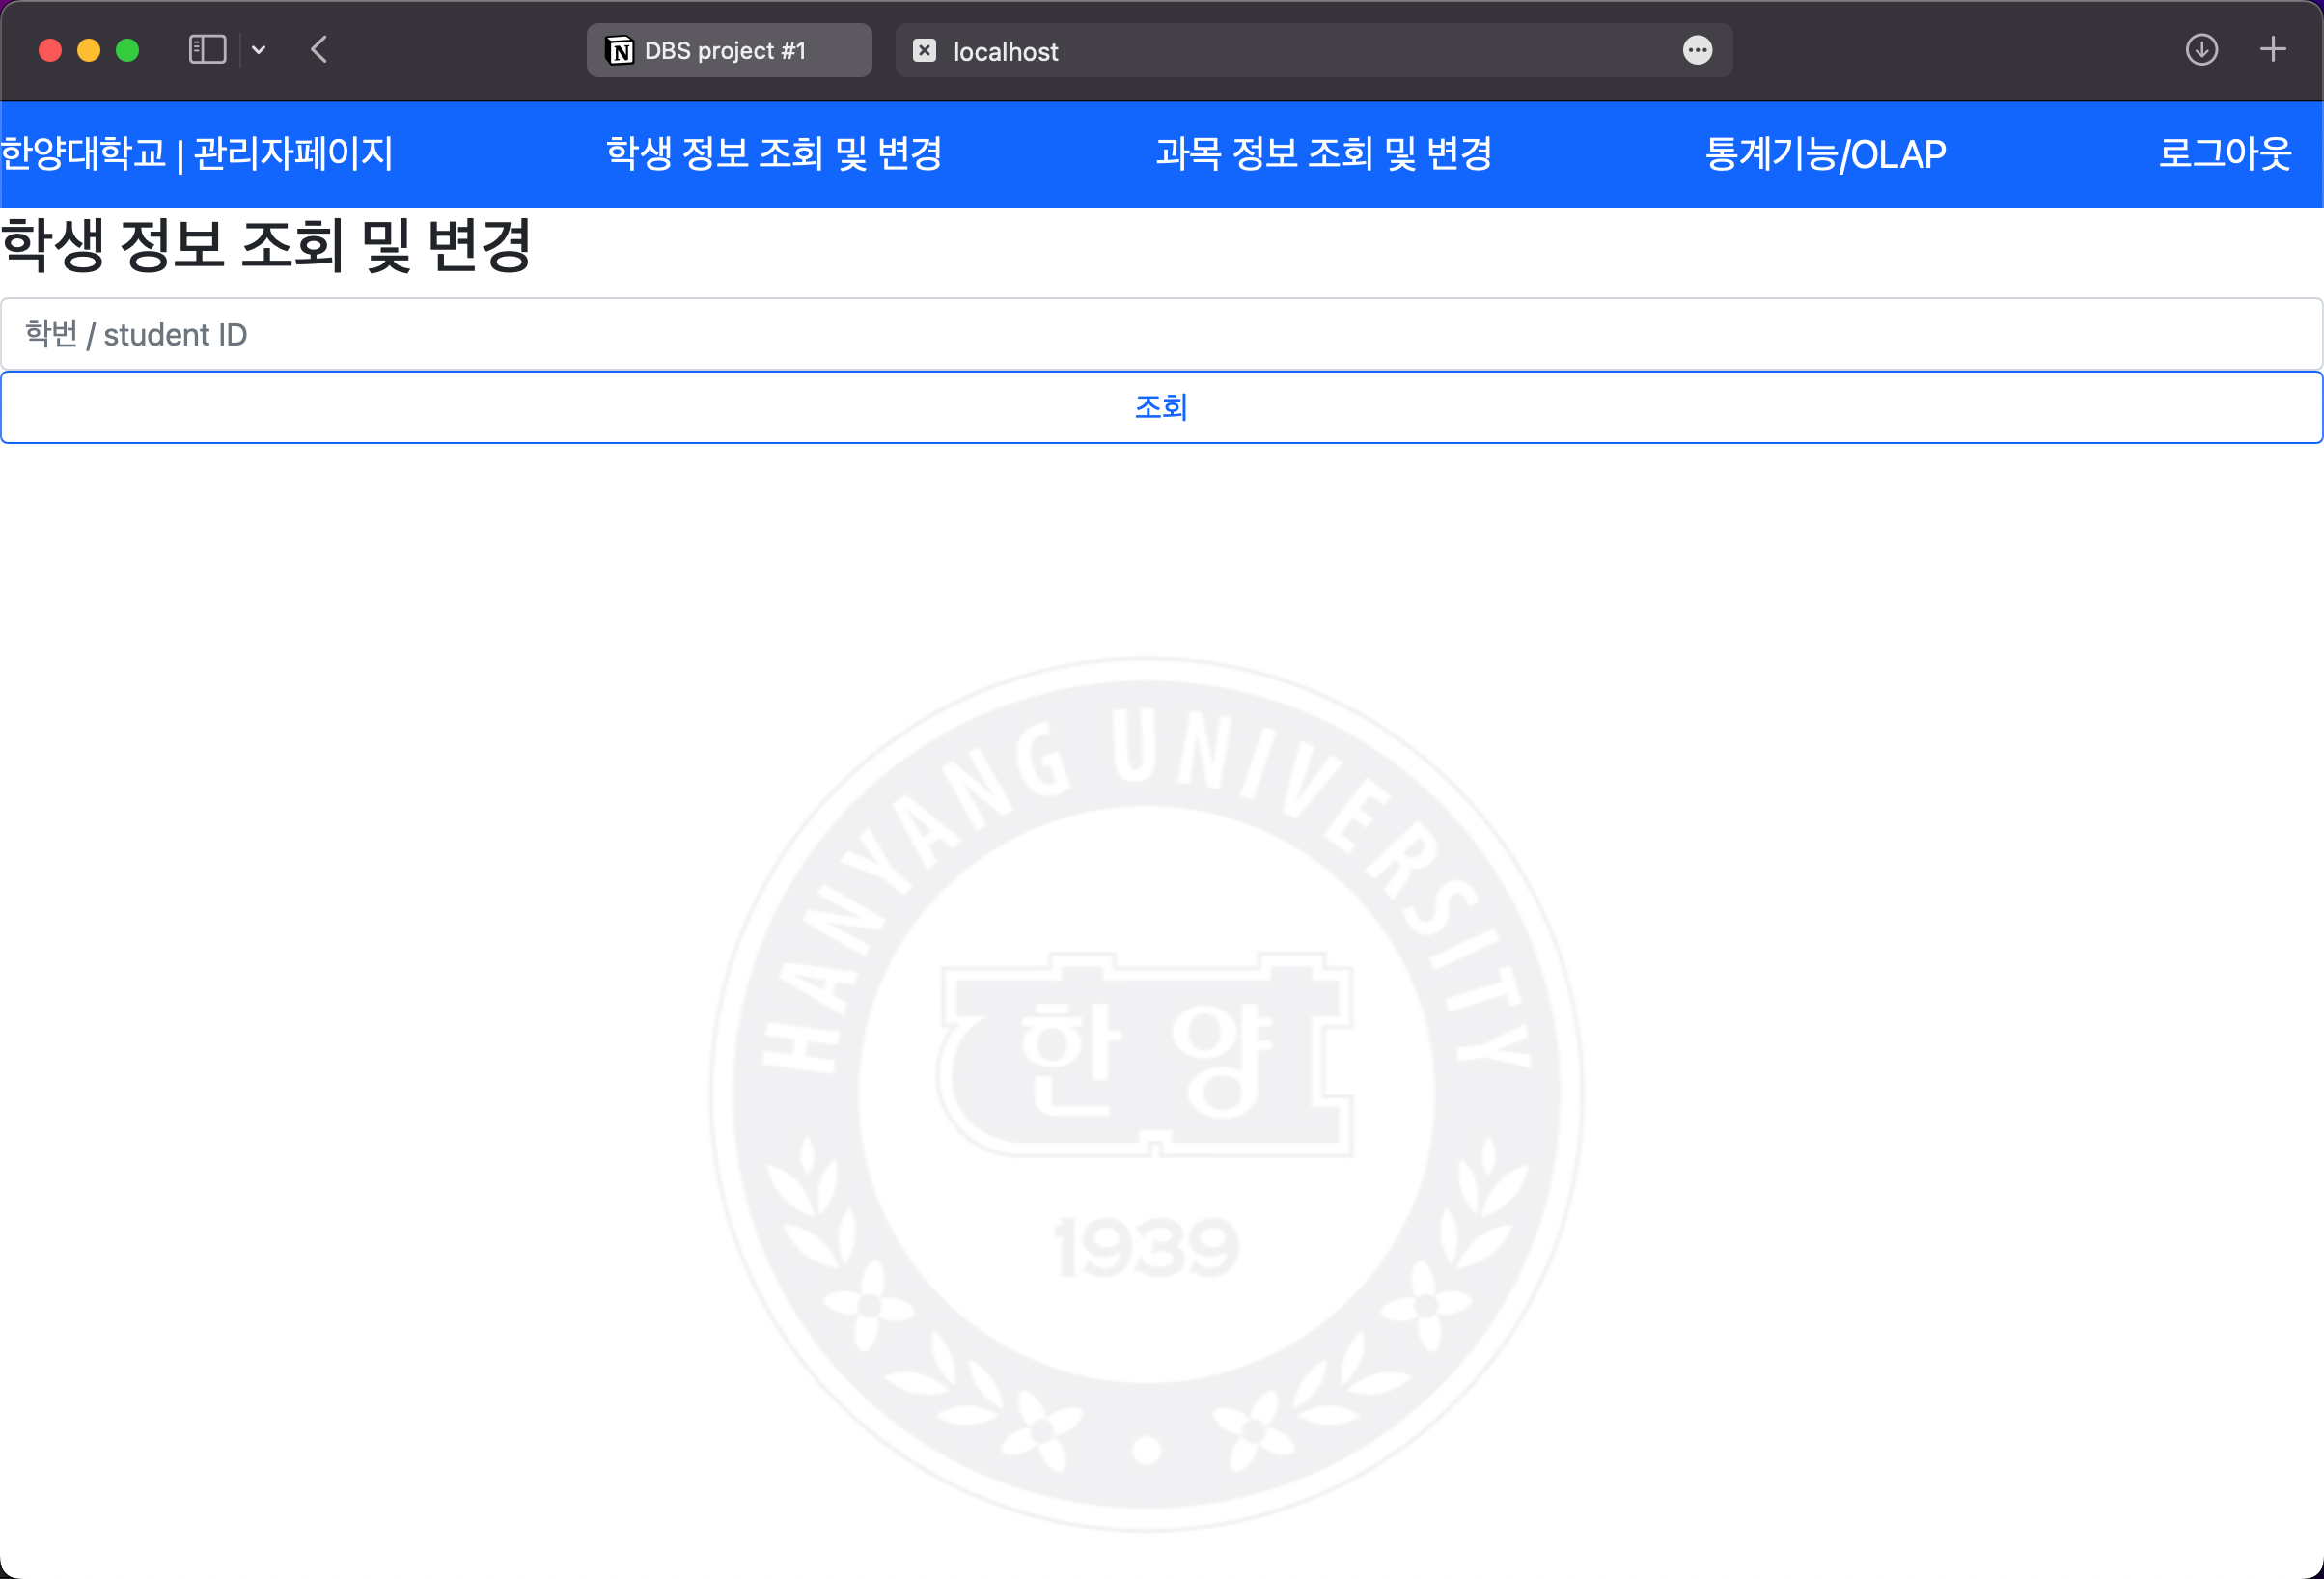 DBS project #1
localhost
한양대학교 | 관리자페이지
학생 정보 조회 및 변경
과목 정보 조회 및 변경
통계기능/OLAP
로그아웃
학생 정보 조회 및 변경
학번 / student ID
조회
HANYANG UNIVERSITY
한양
1939